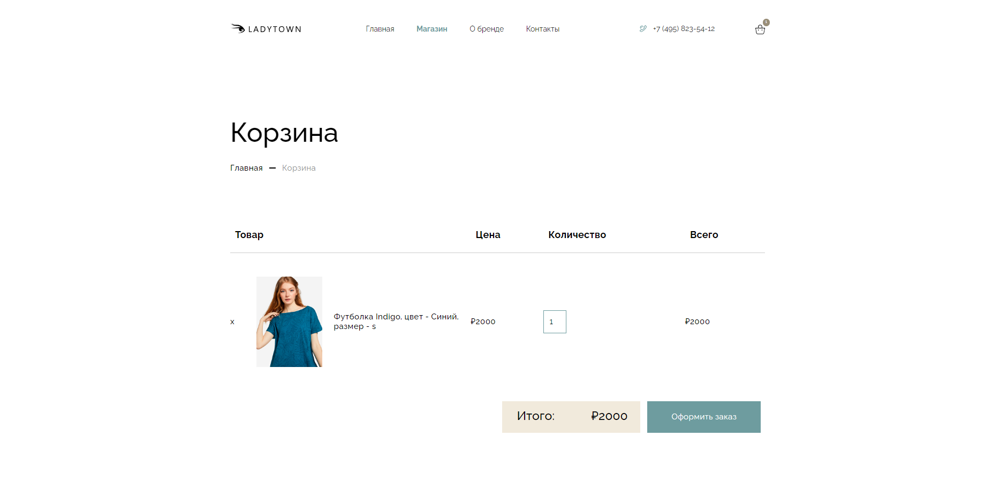 LADYTOWN
Главная
Магазин
О бренде
Контакты
+7 (495) 823-54-12
1
Корзина
Главная — Корзина
Товар
Цена
Количество
Всего
x
Футболка Indigo, цвет - Синий,
размер - s
₽2000
1
₽2000
Итого:
₽2000
Оформить заказ